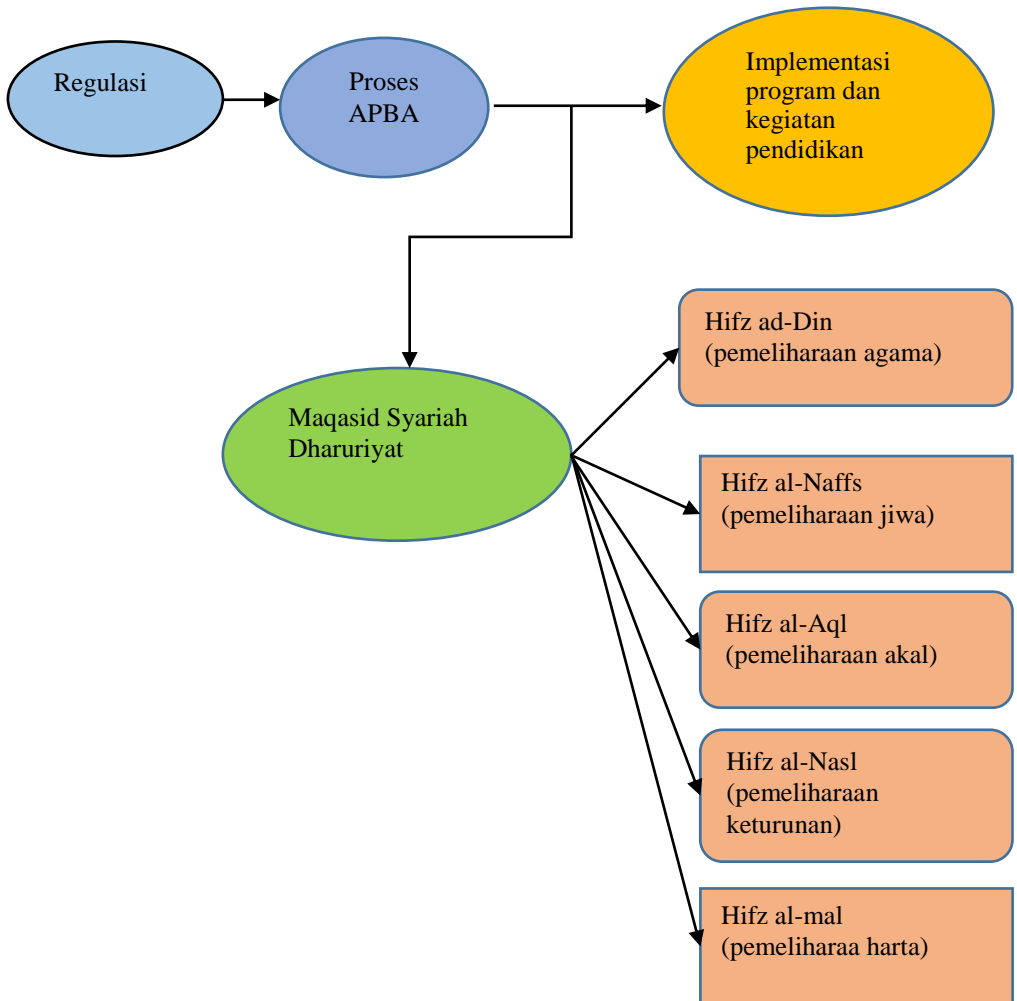 Regulasi
Proses
APBA
Implementasi
program dan
kegiatan
pendidikan
Maqasid Syariah
Dharuriyat
Hifz ad-Din
(pemeliharaan agama)
Hifz al-Naffs
(pemeliharaan jiwa)
Hifz al-Aql
(pemeliharaan akal)
Hifz al-Nasl
(pemeliharaan
keturunan)
Hifz al-mal
(pemeliharaa harta)